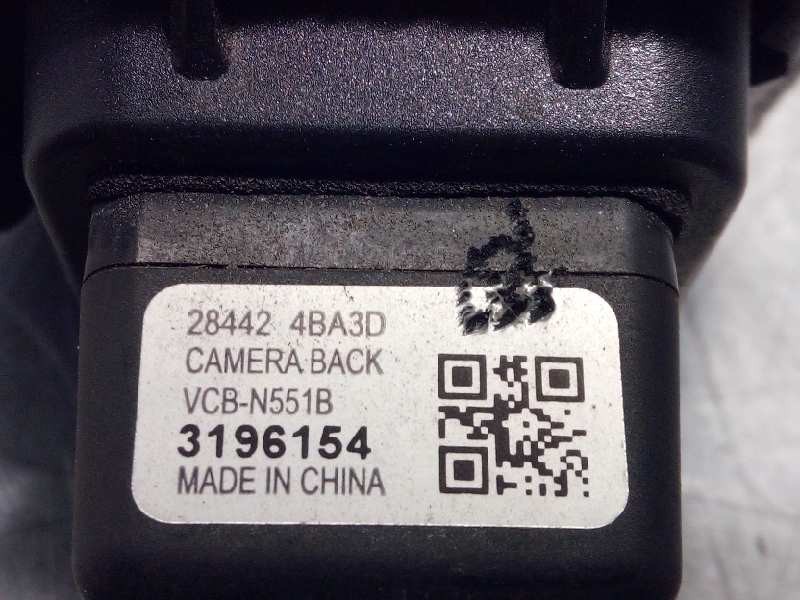 28442 4BA3D
CAMERA BACK
VCB-N551B
3196154
MADE IN CHINA